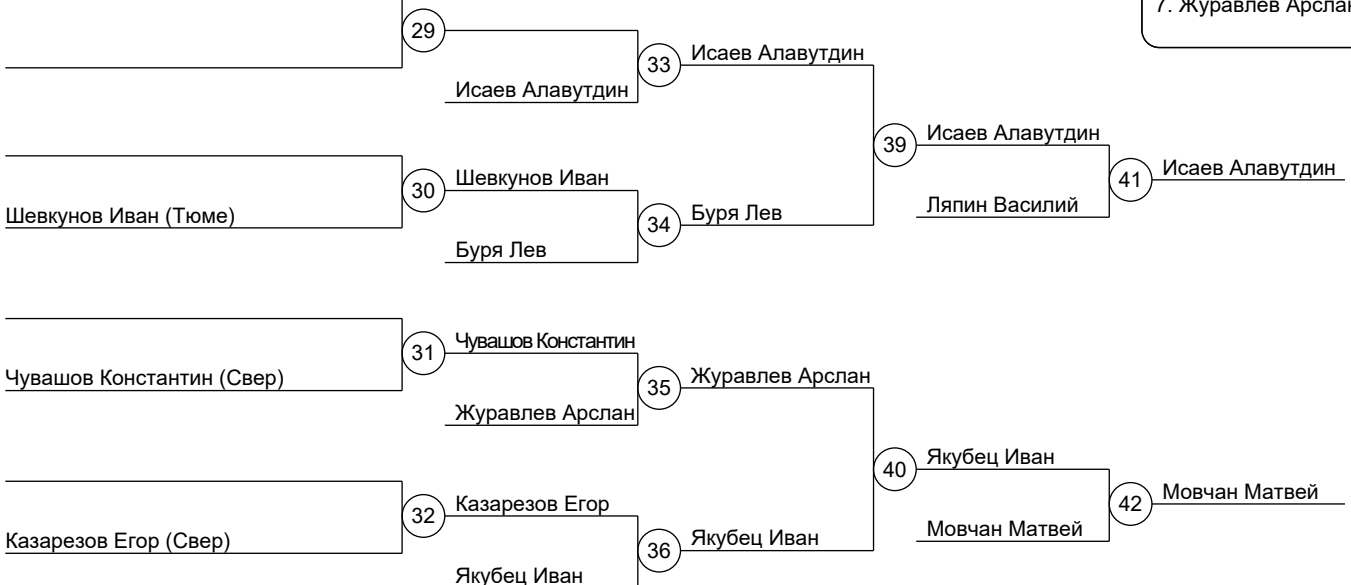 7. Журавлев Арслан
29
Исаев Алавутдин
33
Исаев Алавутдин
Исаев Алавутдин
39
Исаев Алавутдин
41
Шевкунов Иван
30
Ляпин Василий
Шевкунов Иван (Тюме)
Буря Лев
34
Буря Лев
Чувашов Константин
31
Журавлев Арслан
Чувашов Константин (Свер)
35
Журавлев Арслан
Якубец Иван
40
Мовчан Матвей
Казарезов Егор
42
32
Мовчан Матвей
Якубец Иван
Казарезов Егор (Свер)
36
Якубец Иван